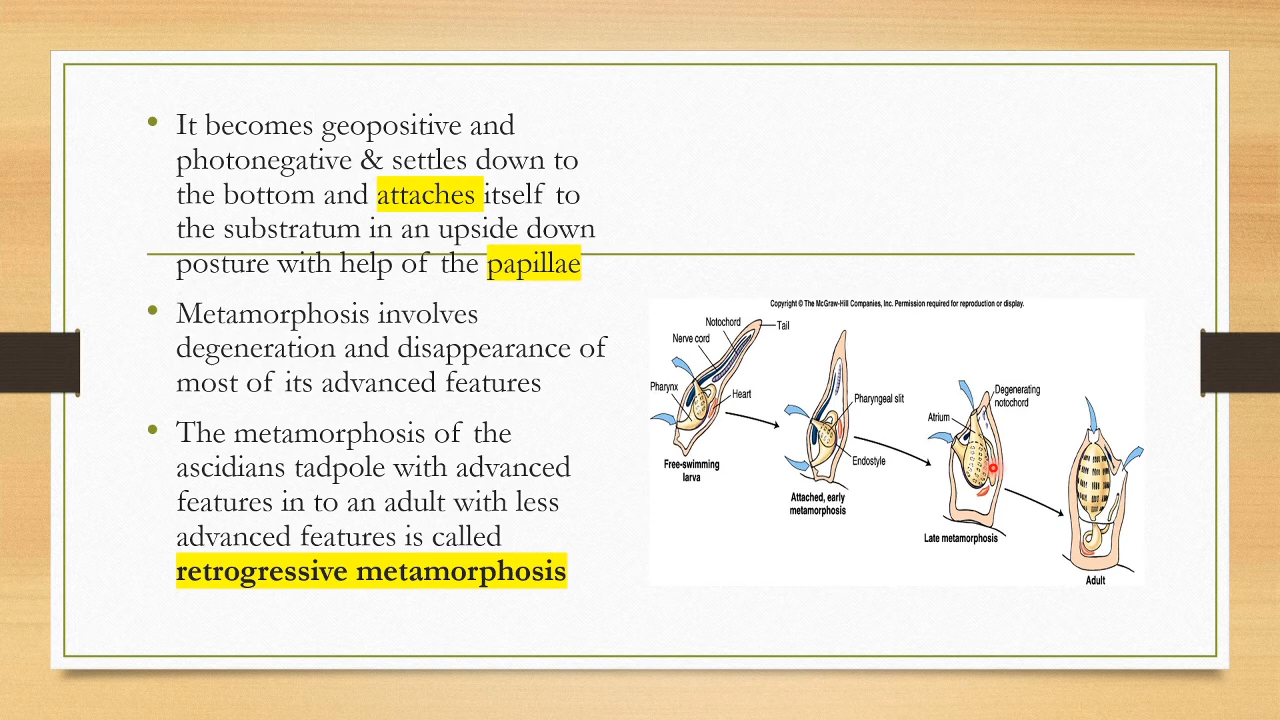 • It becomes geopositive and
photonegative & settles down to
the bottom and attaches itself to
the substratum in an upside down
posture with help of the papillae
• Metamorphosis involves
degeneration and disappearance of
most of its advanced features
• The metamorphosis of the
ascidians tadpole with advanced
features in to an adult with less
advanced features is called
retrogressive metamorphosis
Copyright © The McGraw-Hill Companies, Inc. Permission required for reproduction or display.
Notochord
Tail
Nerve cord
Pharynx
Heart
Free-swimming
larva
Pharyngeal slit
Endostyle
Attached, early
metamorphosis
Degenerating
notochord
Atrium
Late metamorphosis
Adult